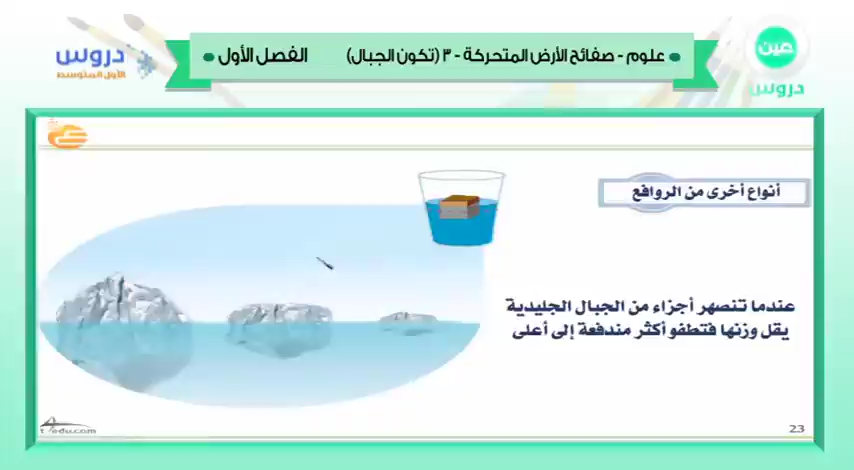 عين
دروس
علوم - صفائح الأرض المتحركة - ٣ (تكون الجبال)
الفصل الأول
دروس
الأول المتوسط
أنواع أخرى من الروافع
عندما تنصهر أجزاء من الجبال الجليدية
يقل وزنها فتطفو أكثر مندفعة إلى أعلى
23